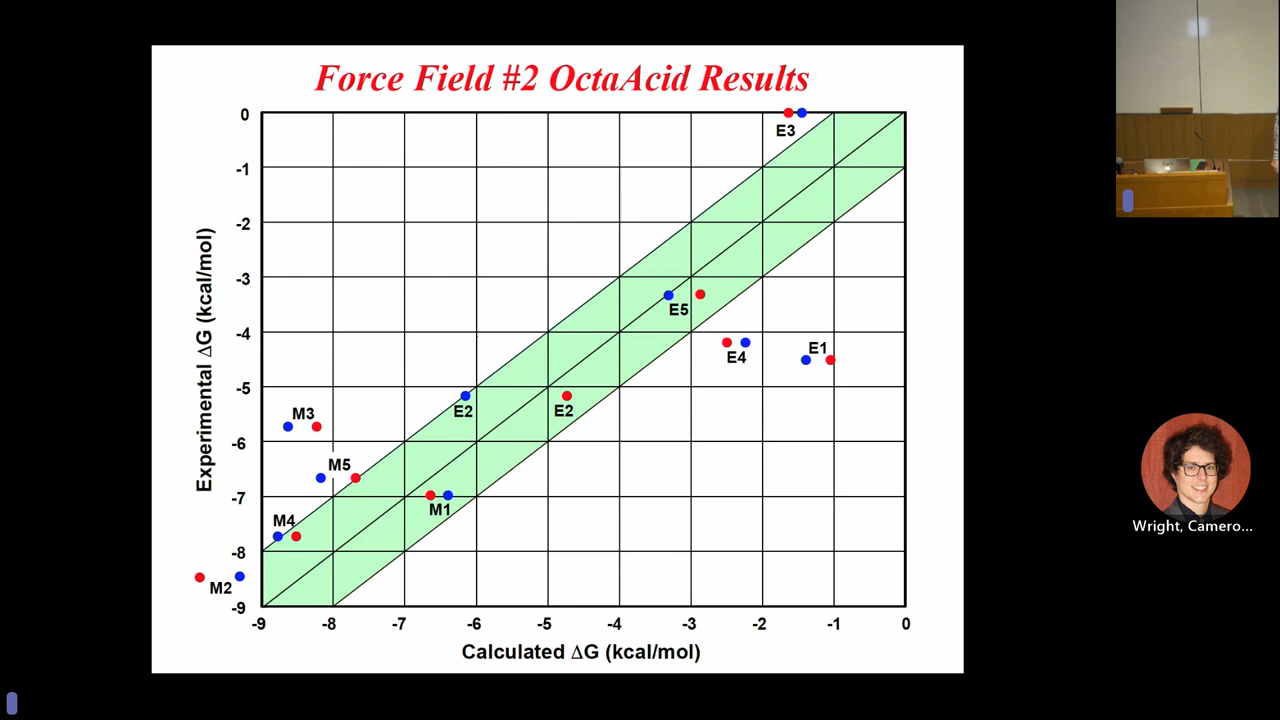 Force Field #2 OctaAcid Results
Experimental ΔG (kcal/mol)
0
-1
-2
-3
-4
-5
-6
-7
-8
-9
E3
E5
E4
E1
E2
E2
M3
M5
M1
M4
M2
-9
-8
-7
-6
-5
-4
-3
-2
-1
0
Calculated ΔG (kcal/mol)
Wright, Camero...